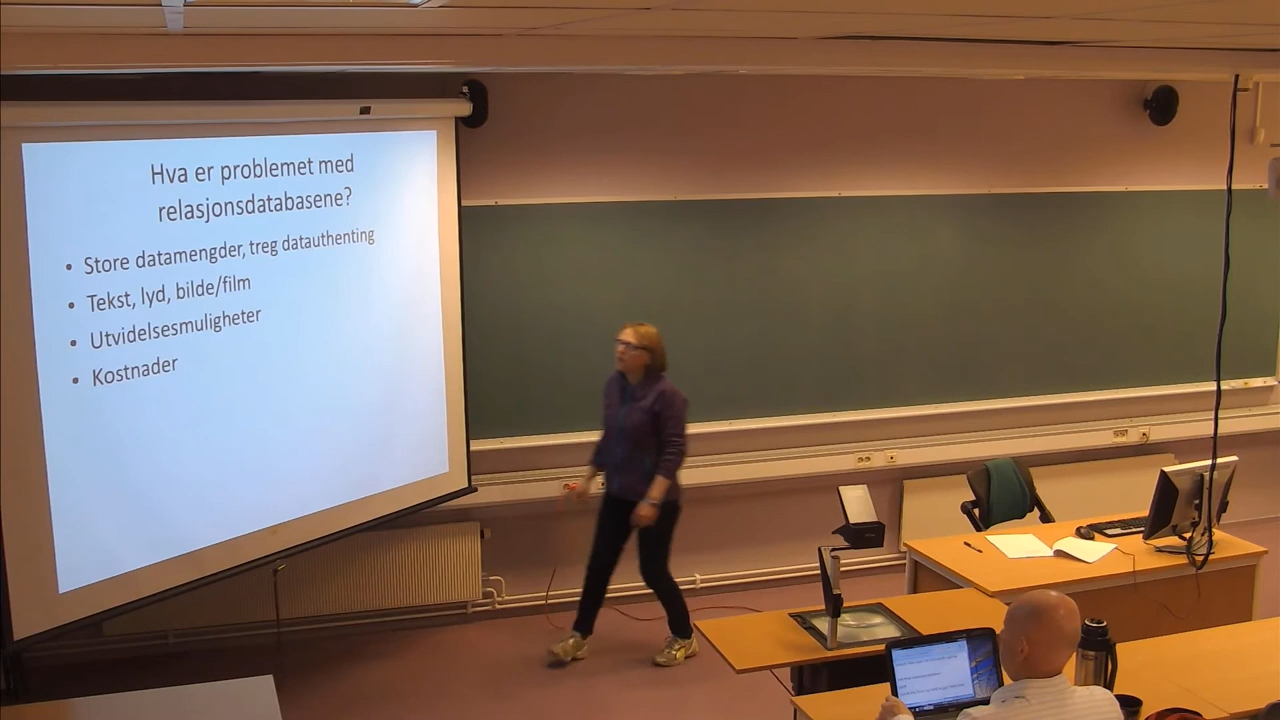 Hva er problemet med
relasjonsdatabasene?
• Store datamengder, treg datauthenting
• Tekst, lyd, bilde/film
• Utvidelsesmuligheter
• Kostnader